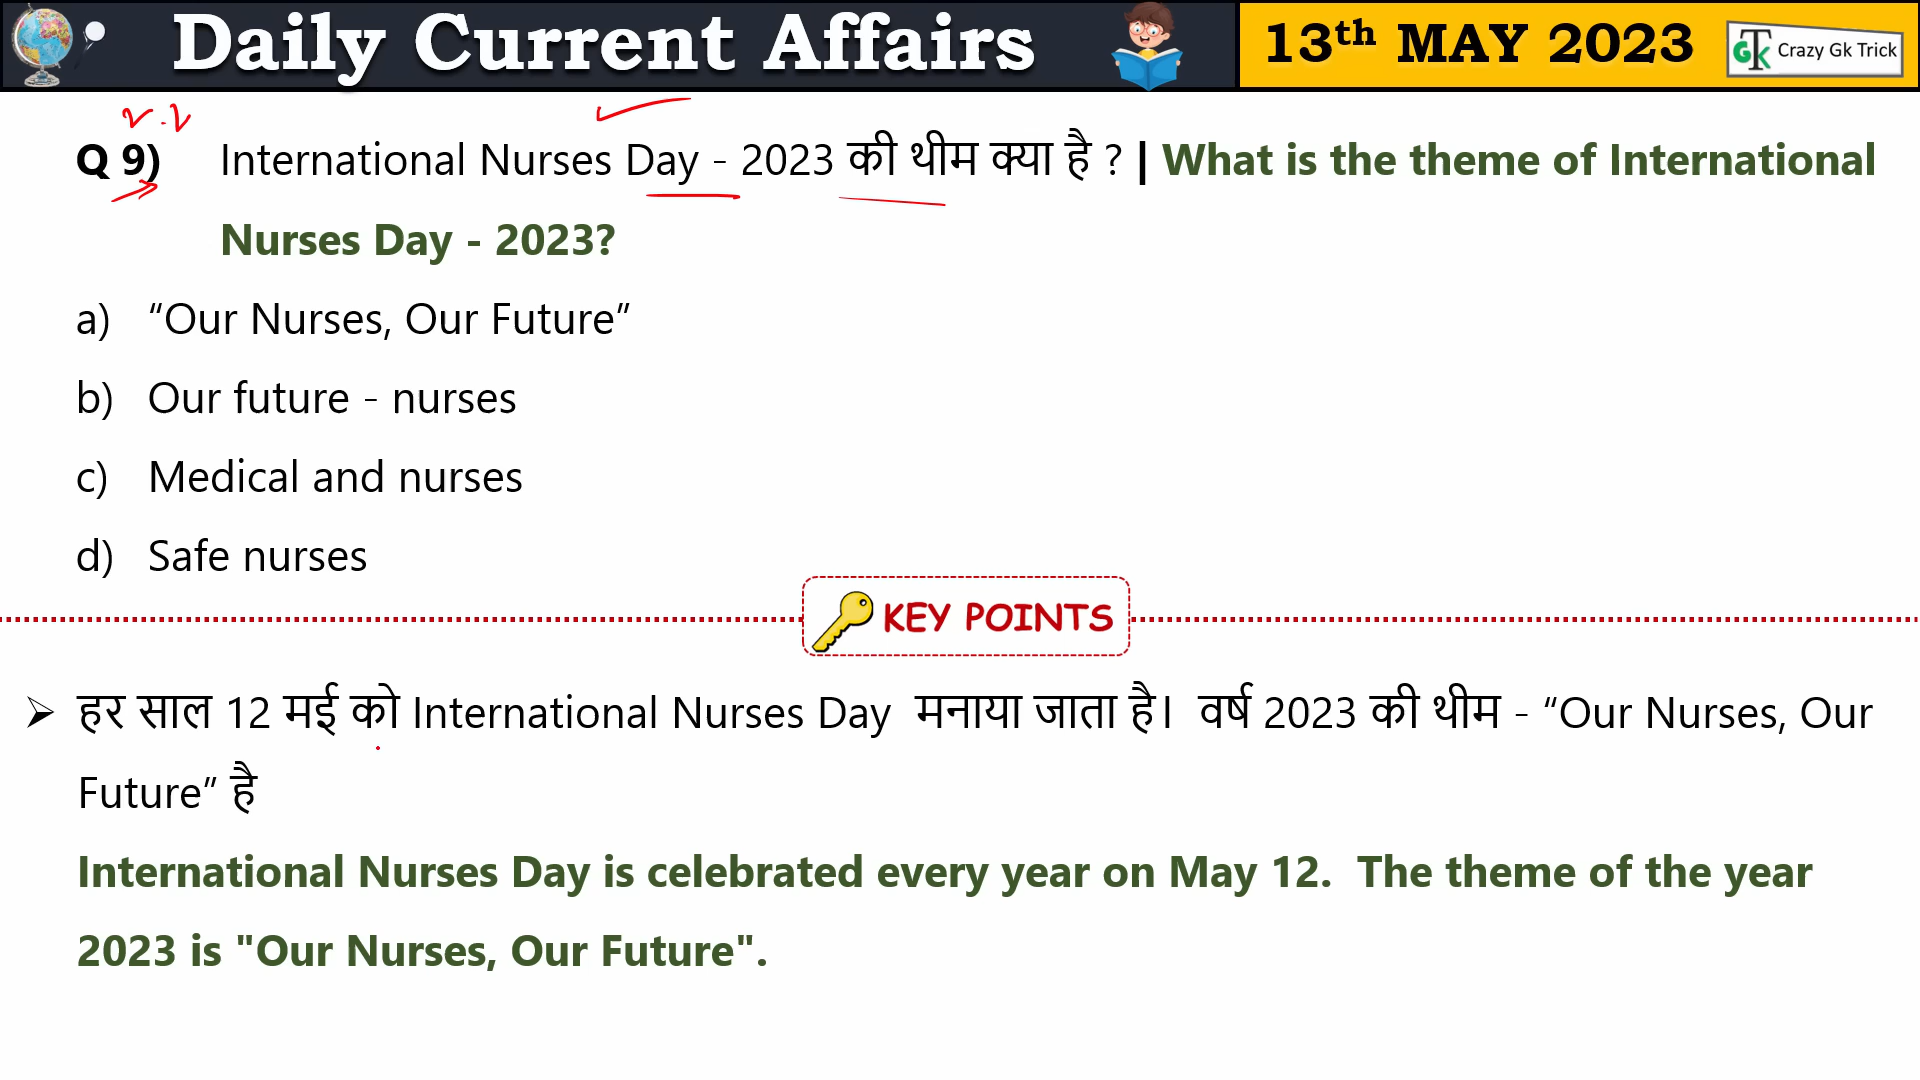 Daily Current Affairs
13th MAY 2023
GTK Crazy Gk Trick
v.v
Q 9) International Nurses Day - 2023 की थीम क्या है ? | What is the theme of International
Nurses Day - 2023?
a) “Our Nurses, Our Future”
b) Our future - nurses
c) Medical and nurses
d) Safe nurses
KEY POINTS
➢ हर साल 12 मई को International Nurses Day मनाया जाता है। वर्ष 2023 की थीम - “Our Nurses, Our
Future” है
International Nurses Day is celebrated every year on May 12. The theme of the year
2023 is "Our Nurses, Our Future".